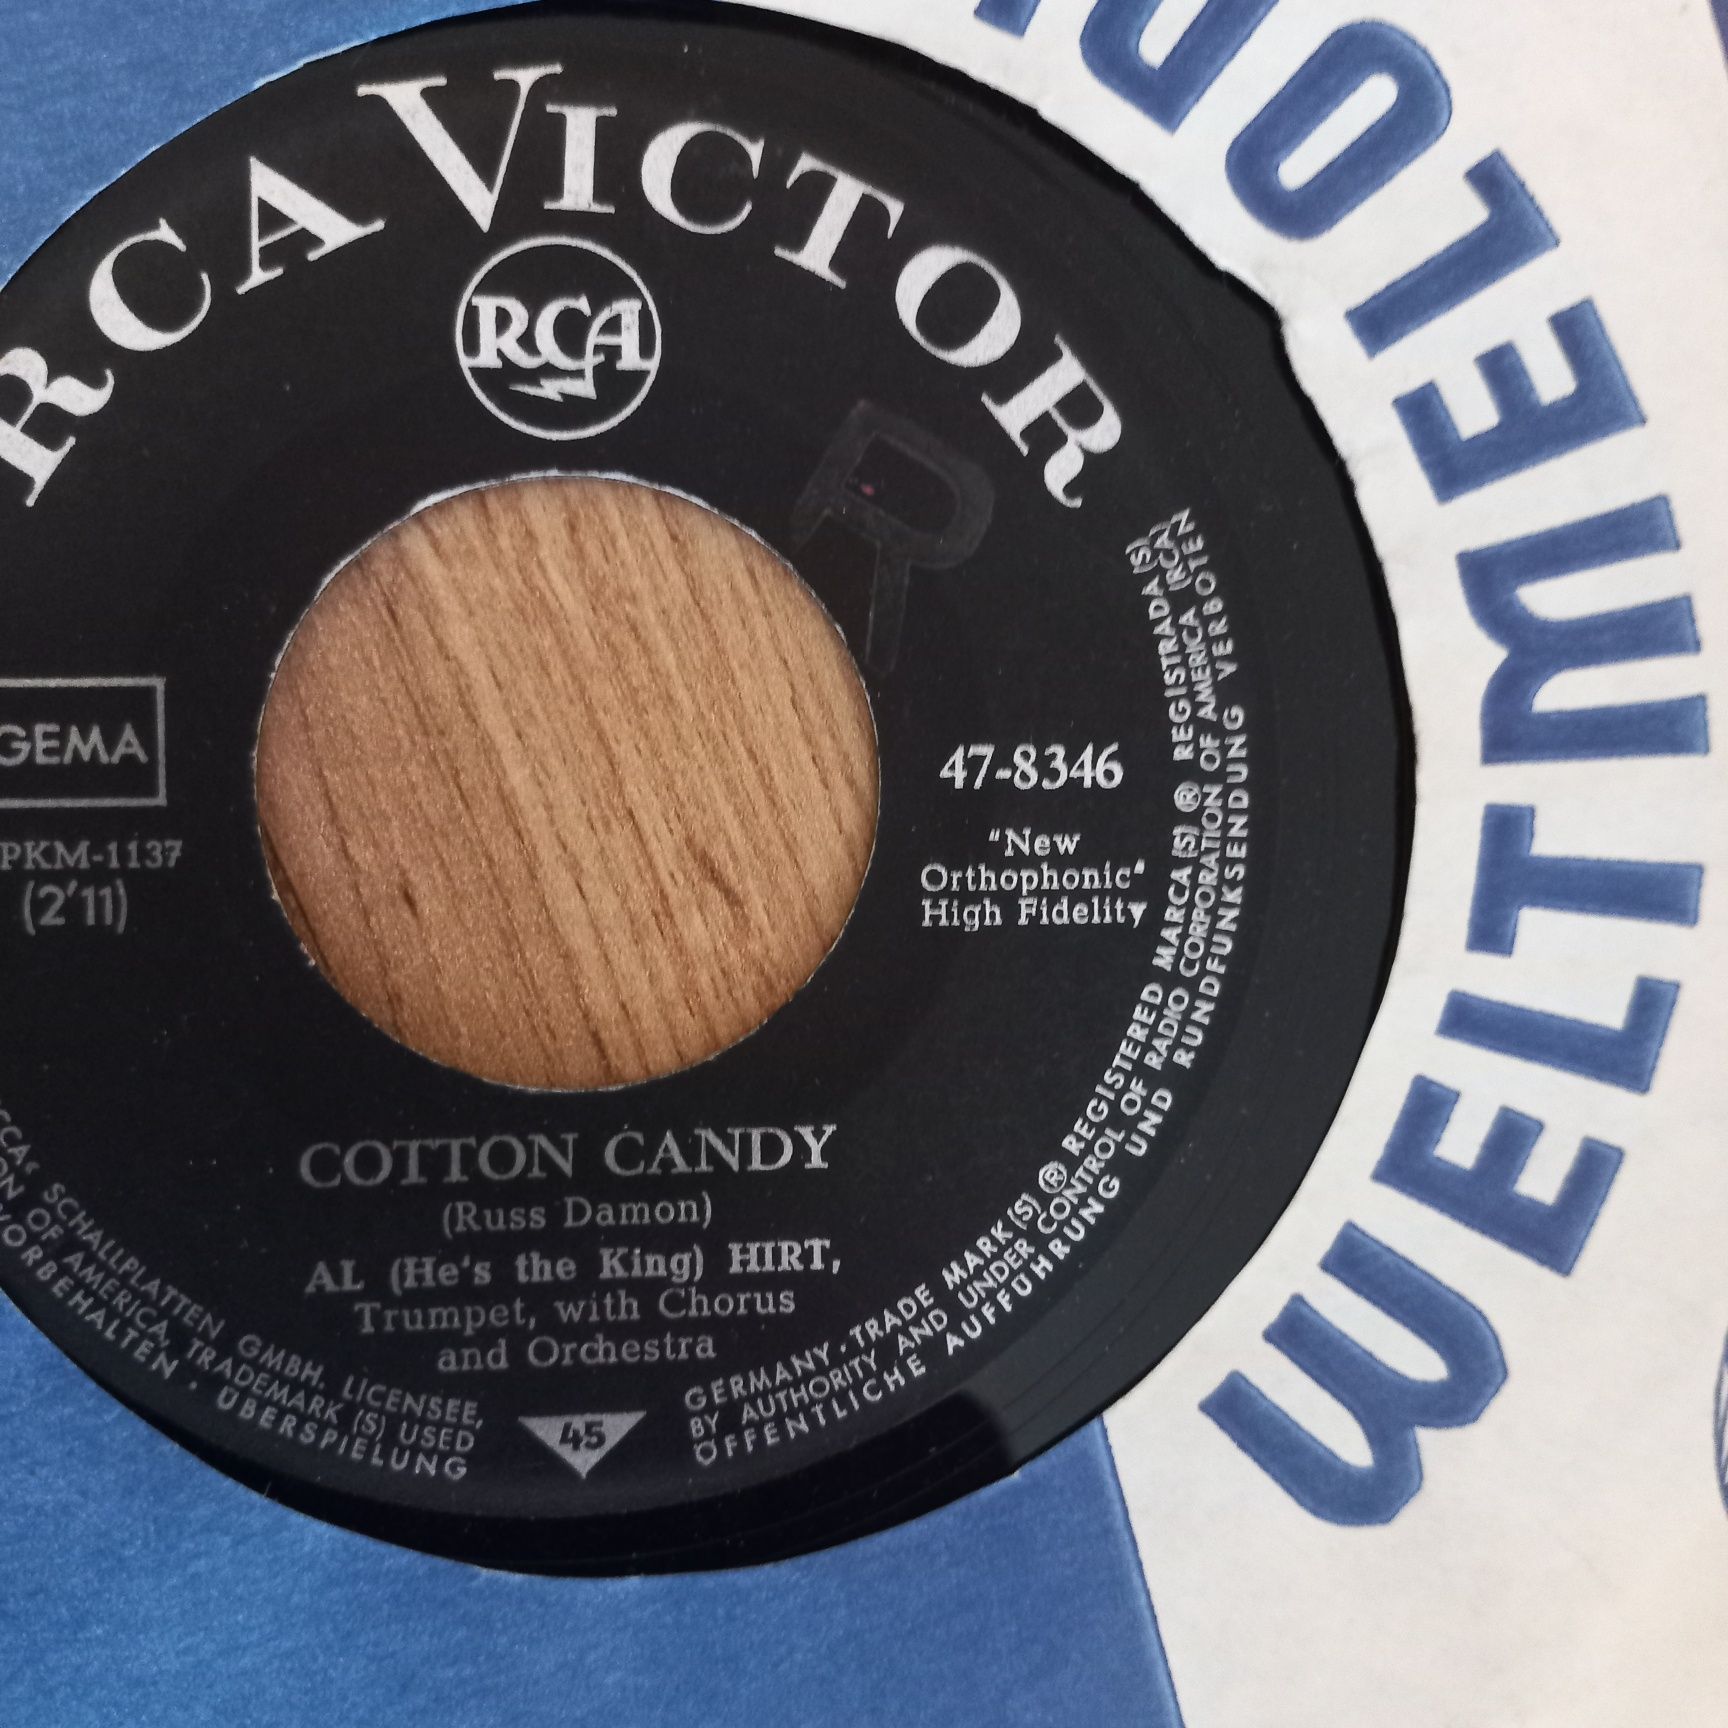 RCA VICTOR
RCA
R
GEMA
PKM-1137
(2'11)
47-8346
"New
Orthophonic"
High Fidelity
COTTON CANDY
(Russ Damon)
AL (He's the King) HIRT,
Trumpet, with Chorus
and Orchestra
45
SCHALLPLATTEN GMBH, LICENSEE,
OF AMERICA, TRADEMARK (S) USED
VORBEHALTEN · ÜBERSPIELUNG
GERMANY · TRADE MARK (S) ® REGISTERED MARCA (S) ® REGISTRADA (S)
BY AUTHORITY AND UNDER CONTROL OF RADIO CORPORATION OF AMERICA (RCA)
ÖFFENTLICHE AUFFÜHRUNG UND RUNDFUNKSENDUNG VERBOTEN
WELTMELOD